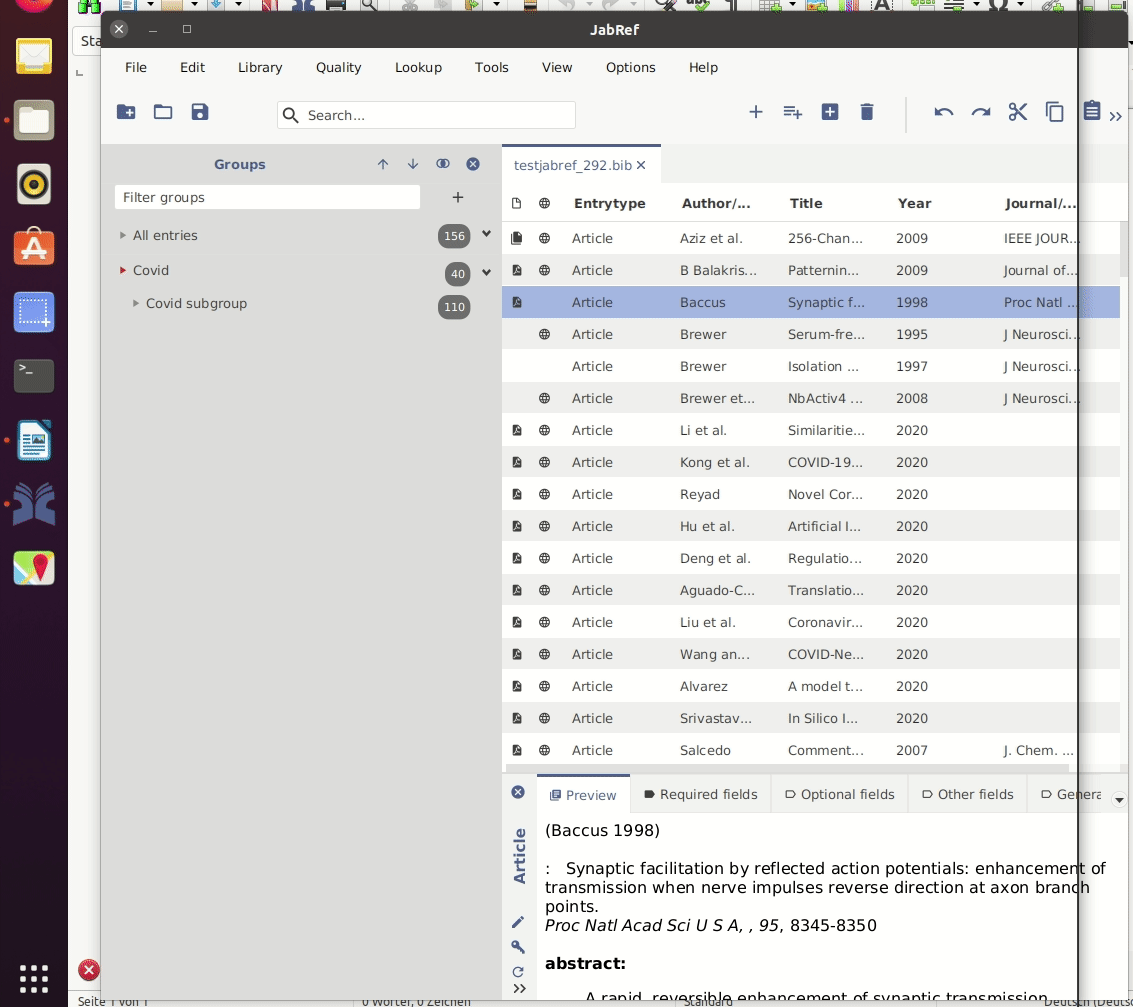 Sta
JabRef
File Edit Library Quality Lookup Tools View Options Help
Search...
Groups
Filter groups
All entries 156
Covid 40
Covid subgroup 110
testjabref_292.bib
Entrytype Author/... Title Year Journal/...
Article Aziz et al. 256-Chan... 2009 IEEE JOUR...
Article B Balakris... Patternin... 2009 Journal of...
Article Baccus Synaptic f... 1998 Proc Natl ...
Article Brewer Serum-fre... 1995 J Neurosci...
Article Brewer Isolation ... 1997 J Neurosci...
Article Brewer et... NbActiv4 ... 2008 J Neurosci...
Article Li et al. Similaritie... 2020
Article Kong et al. COVID-19... 2020
Article Reyad Novel Cor... 2020
Article Hu et al. Artificial I... 2020
Article Deng et al. Regulatio... 2020
Article Aguado-C... Translatio... 2020
Article Liu et al. Coronavir... 2020
Article Wang an... COVID-Ne... 2020
Article Alvarez A model t... 2020
Article Srivastav... In Silico I... 2020
Article Salcedo Comment... 2007 J. Chem. ...
Preview Required fields Optional fields Other fields Genera
Article
(Baccus 1998)
: Synaptic facilitation by reflected action potentials: enhancement of
transmission when nerve impulses reverse direction at axon branch
points.
Proc Natl Acad Sci U S A, , 95, 8345-8350
abstract:
A rapid, reversible enhancement of synaptic transmission
Seite 1 von 1 0 Wörter, 0 Zeichen Standard Deutsch (Deuts